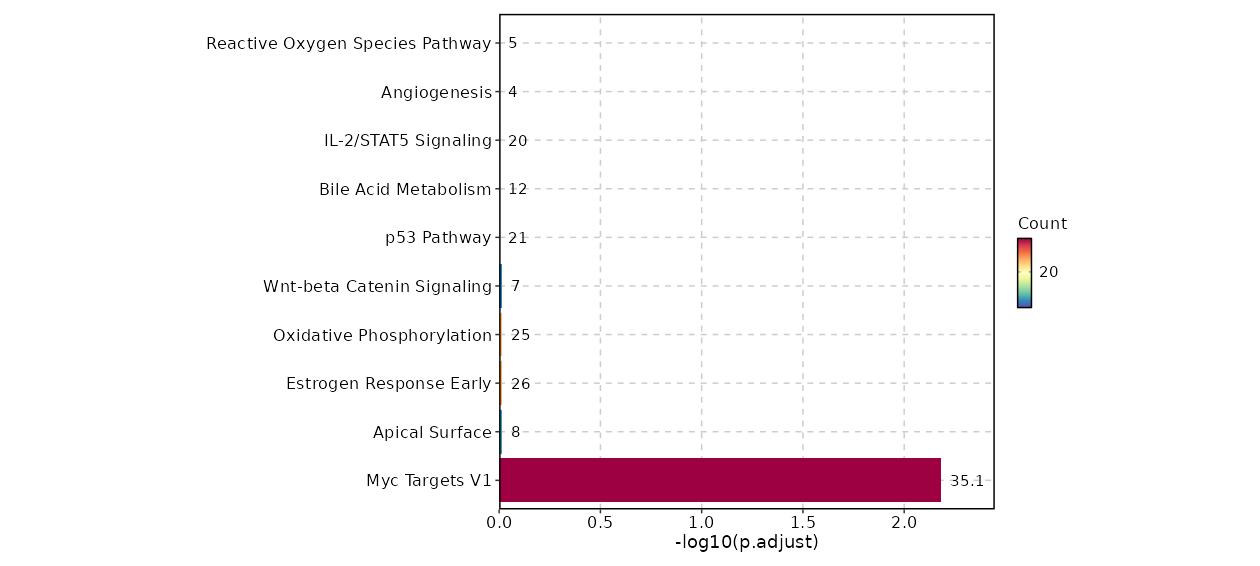 Reactive Oxygen Species Pathway 5
Angiogenesis 4
IL-2/STAT5 Signaling 20
Bile Acid Metabolism 12
p53 Pathway 21
Wnt-beta Catenin Signaling 7
Oxidative Phosphorylation 25
Estrogen Response Early 26
Apical Surface 8
Myc Targets V1 35.1
0.0 0.5 1.0 1.5 2.0
-log10(p.adjust)
Count
20